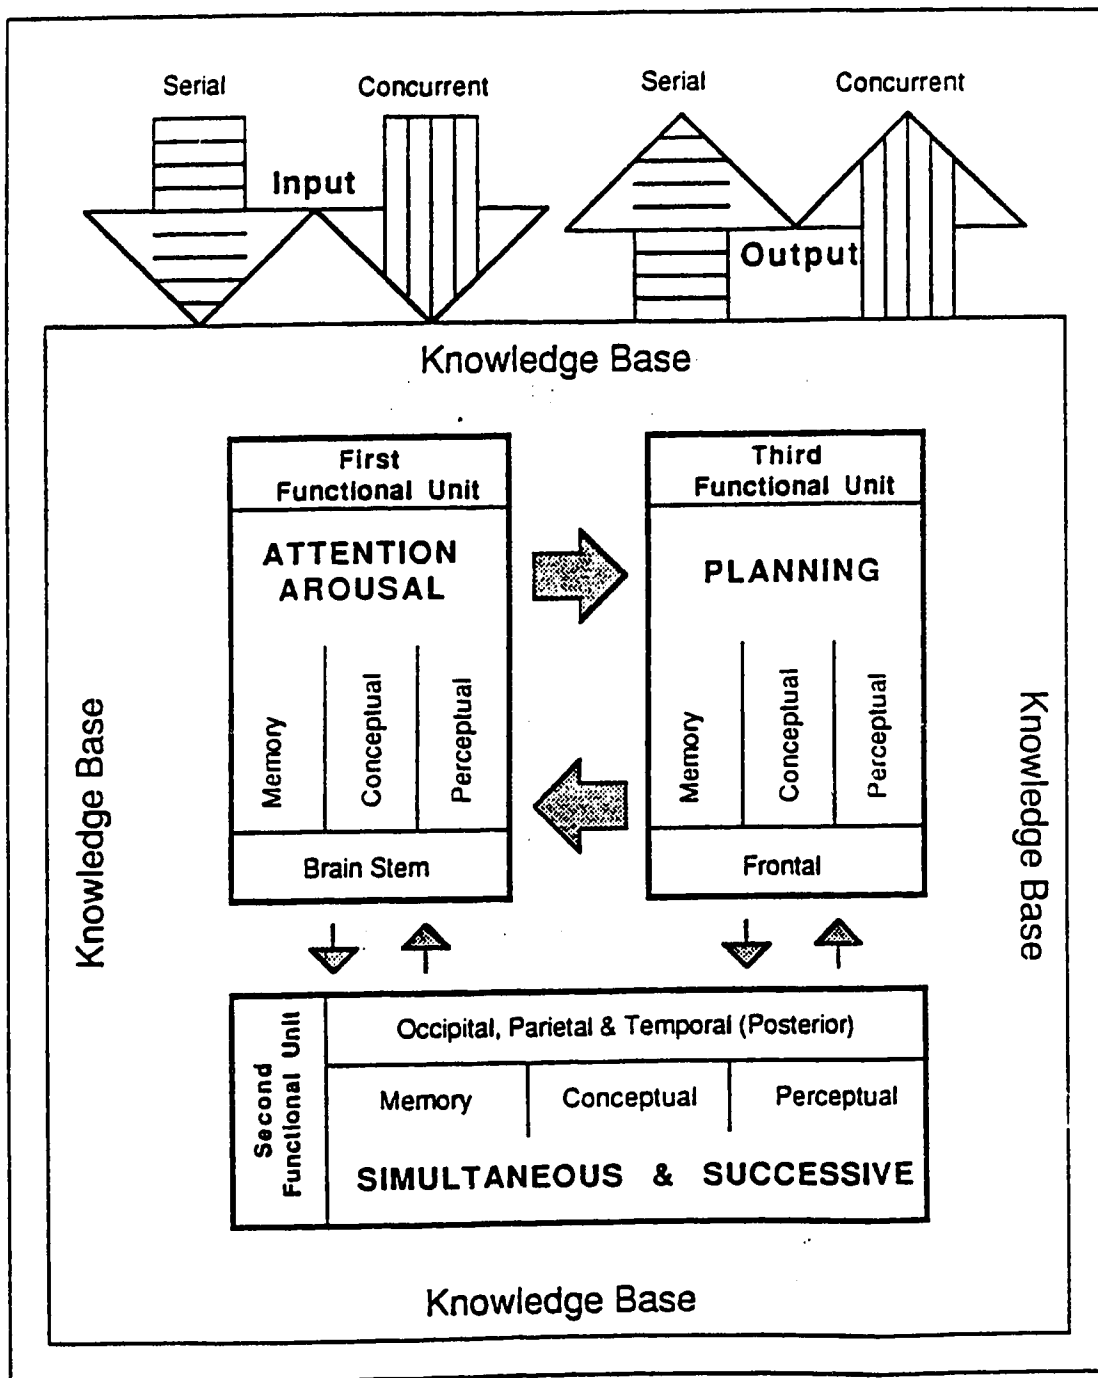 Serial
Concurrent
Serial
Concurrent
Input
Output
Knowledge Base
First
Functional Unit
ATTENTION
AROUSAL
Memory
Conceptual
Perceptual
Brain Stem
Third
Functional Unit
PLANNING
Memory
Conceptual
Perceptual
Frontal
Knowledge Base
Knowledge Base
Second
Functional Unit
Occipital, Parietal & Temporal (Posterior)
Memory
Conceptual
Perceptual
SIMULTANEOUS & SUCCESSIVE
Knowledge Base